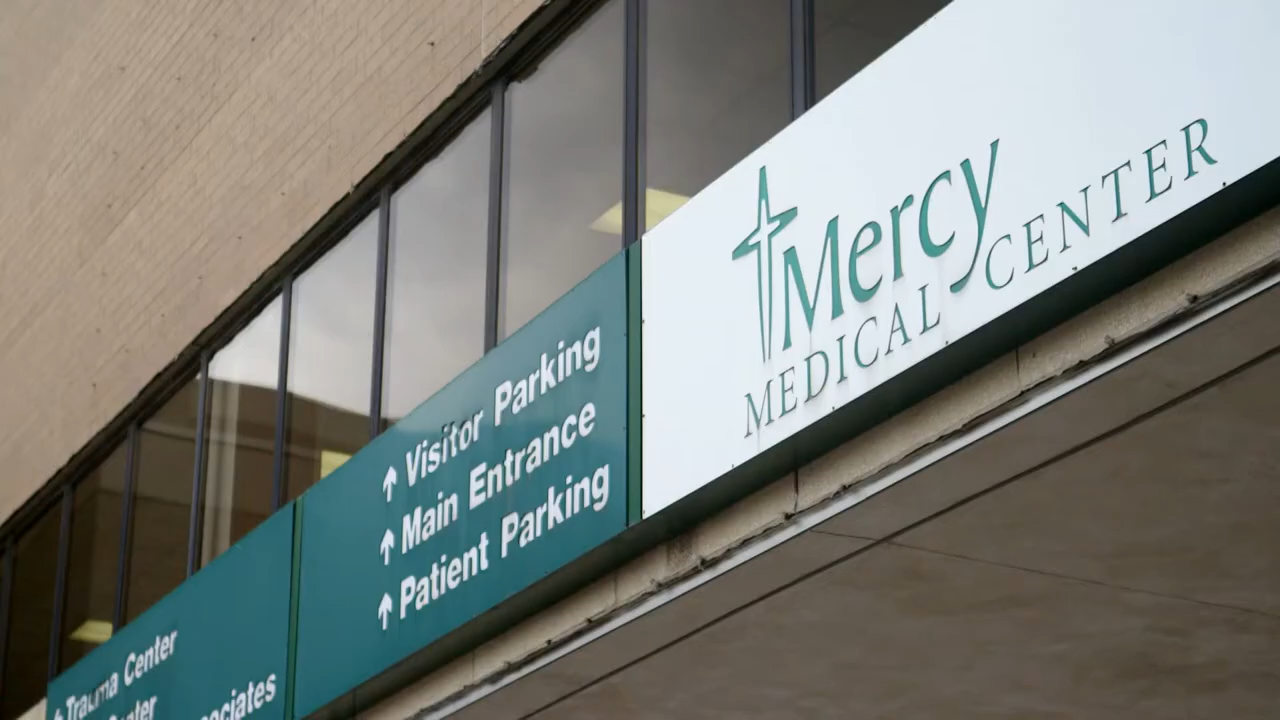 Mercy
MEDICAL CENTER
Visitor Parking
Main Entrance
Patient Parking
Trauma Center